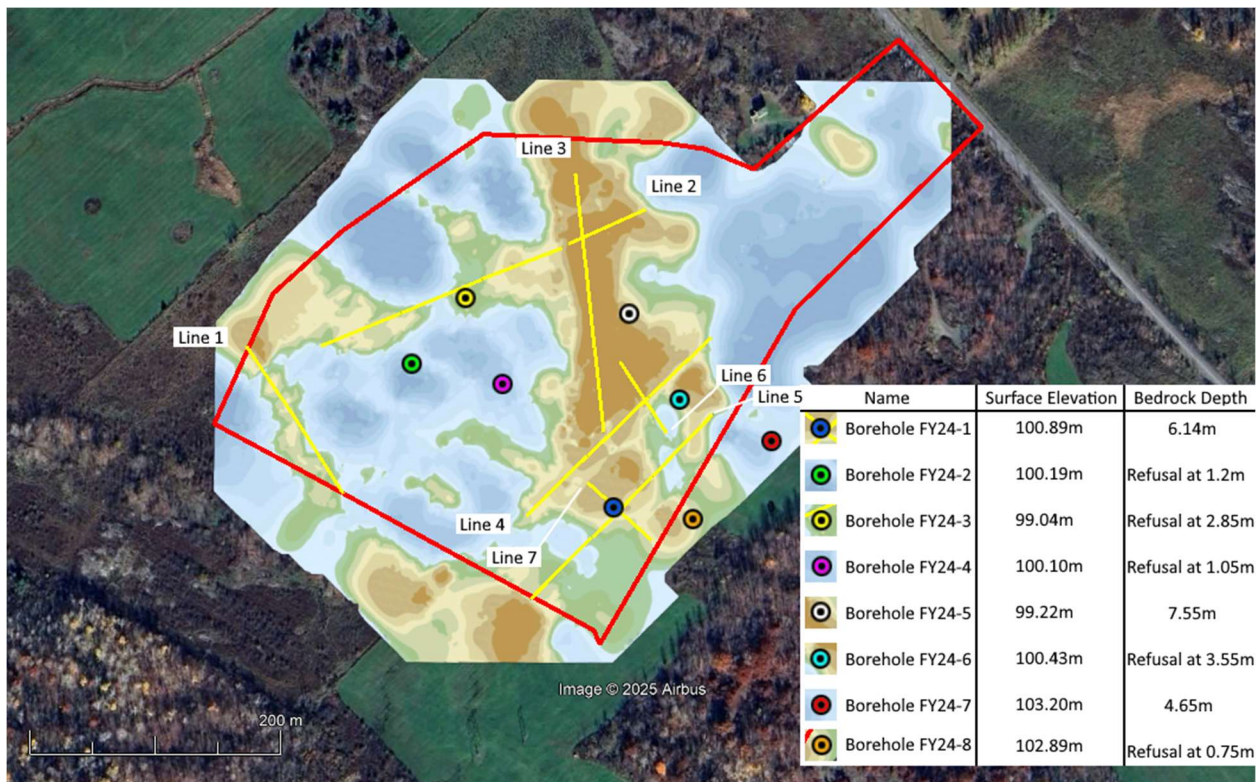 Line 3
Line 2
Line 1
Line 6
Line 5
Line 4
Line 7
Name Surface Elevation Bedrock Depth
Borehole FY24-1 100.89m 6.14m
Borehole FY24-2 100.19m Refusal at 1.2m
Borehole FY24-3 99.04m Refusal at 2.85m
Borehole FY24-4 100.10m Refusal at 1.05m
Borehole FY24-5 99.22m 7.55m
Borehole FY24-6 100.43m Refusal at 3.55m
Borehole FY24-7 103.20m 4.65m
Borehole FY24-8 102.89m Refusal at 0.75m
Image © 2025 Airbus
200 m